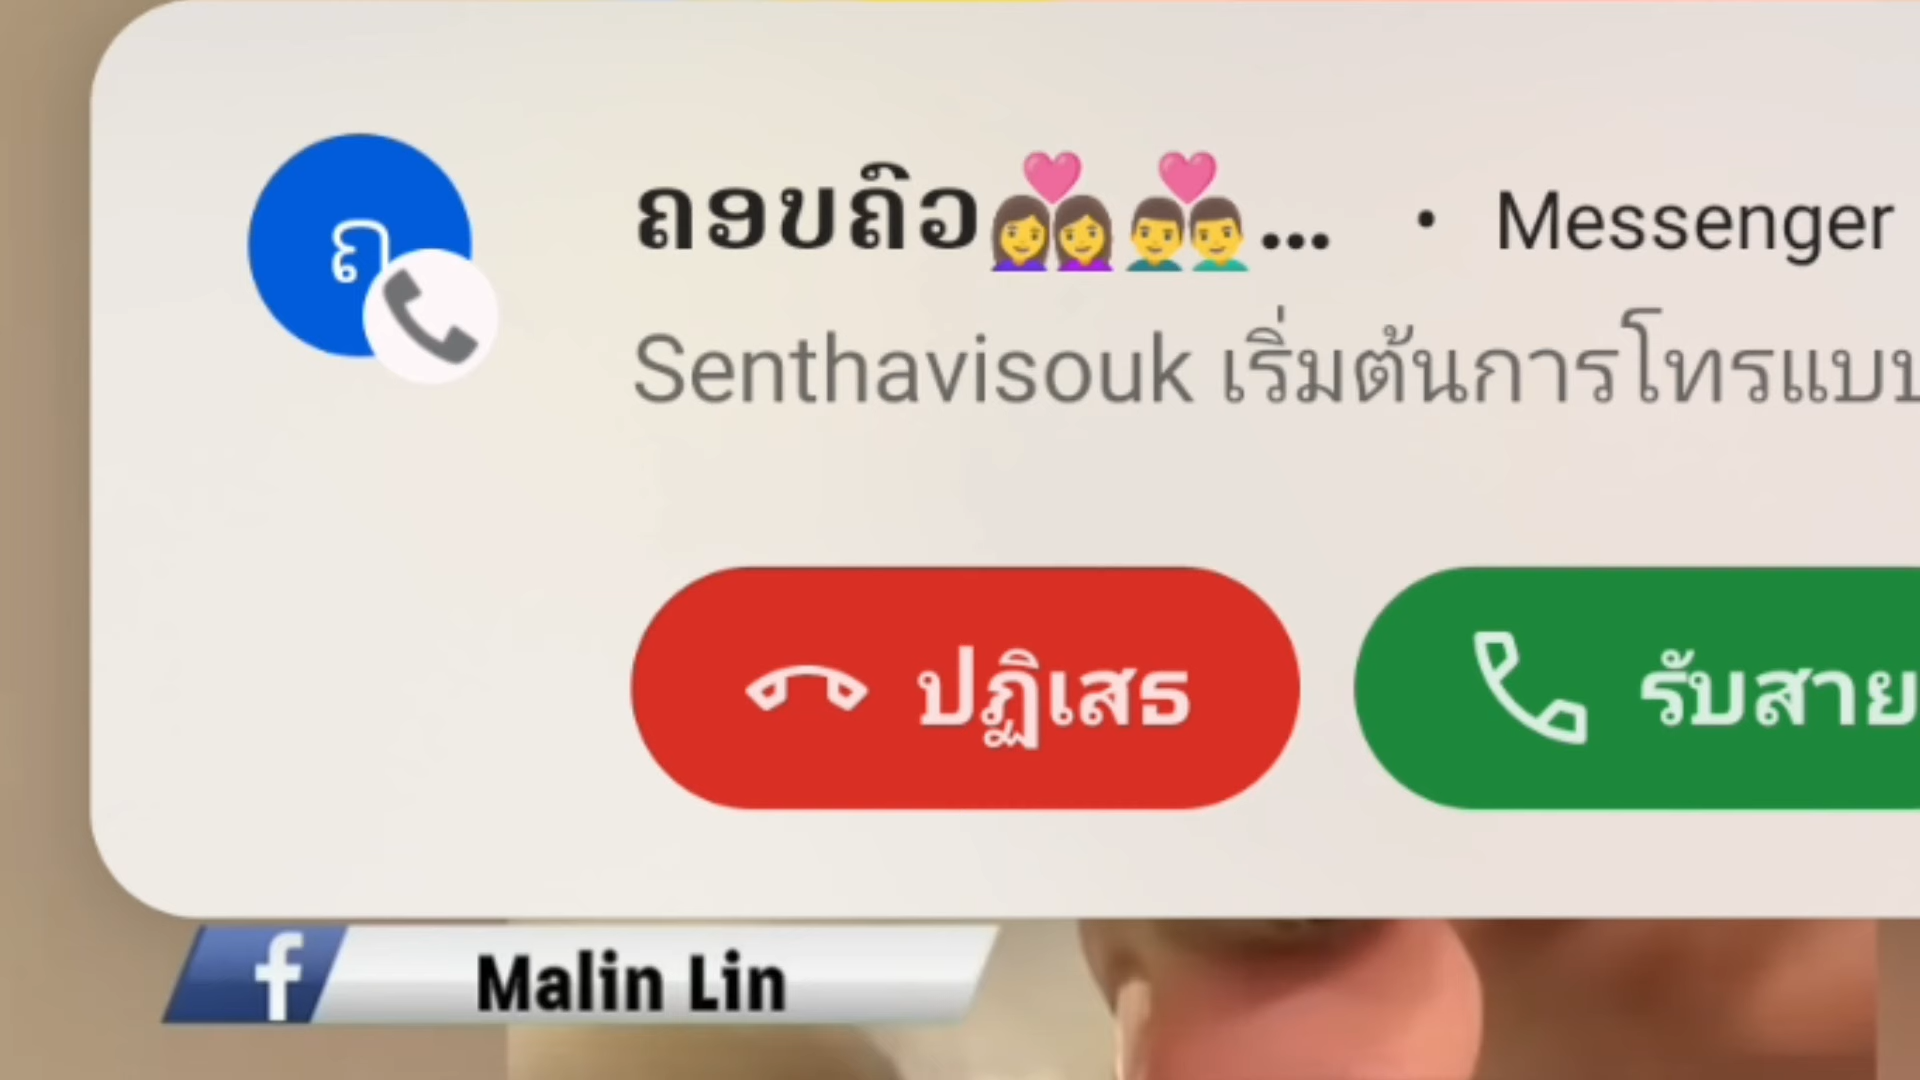 ຄ
ຄອບຄົວ👩‍❤️‍👩👨‍❤️‍👨... • Messenger
Senthavisouk เริ่มต้นการโทรแบบ
ปฏิเสธ
รับสาย
f Malin Lin